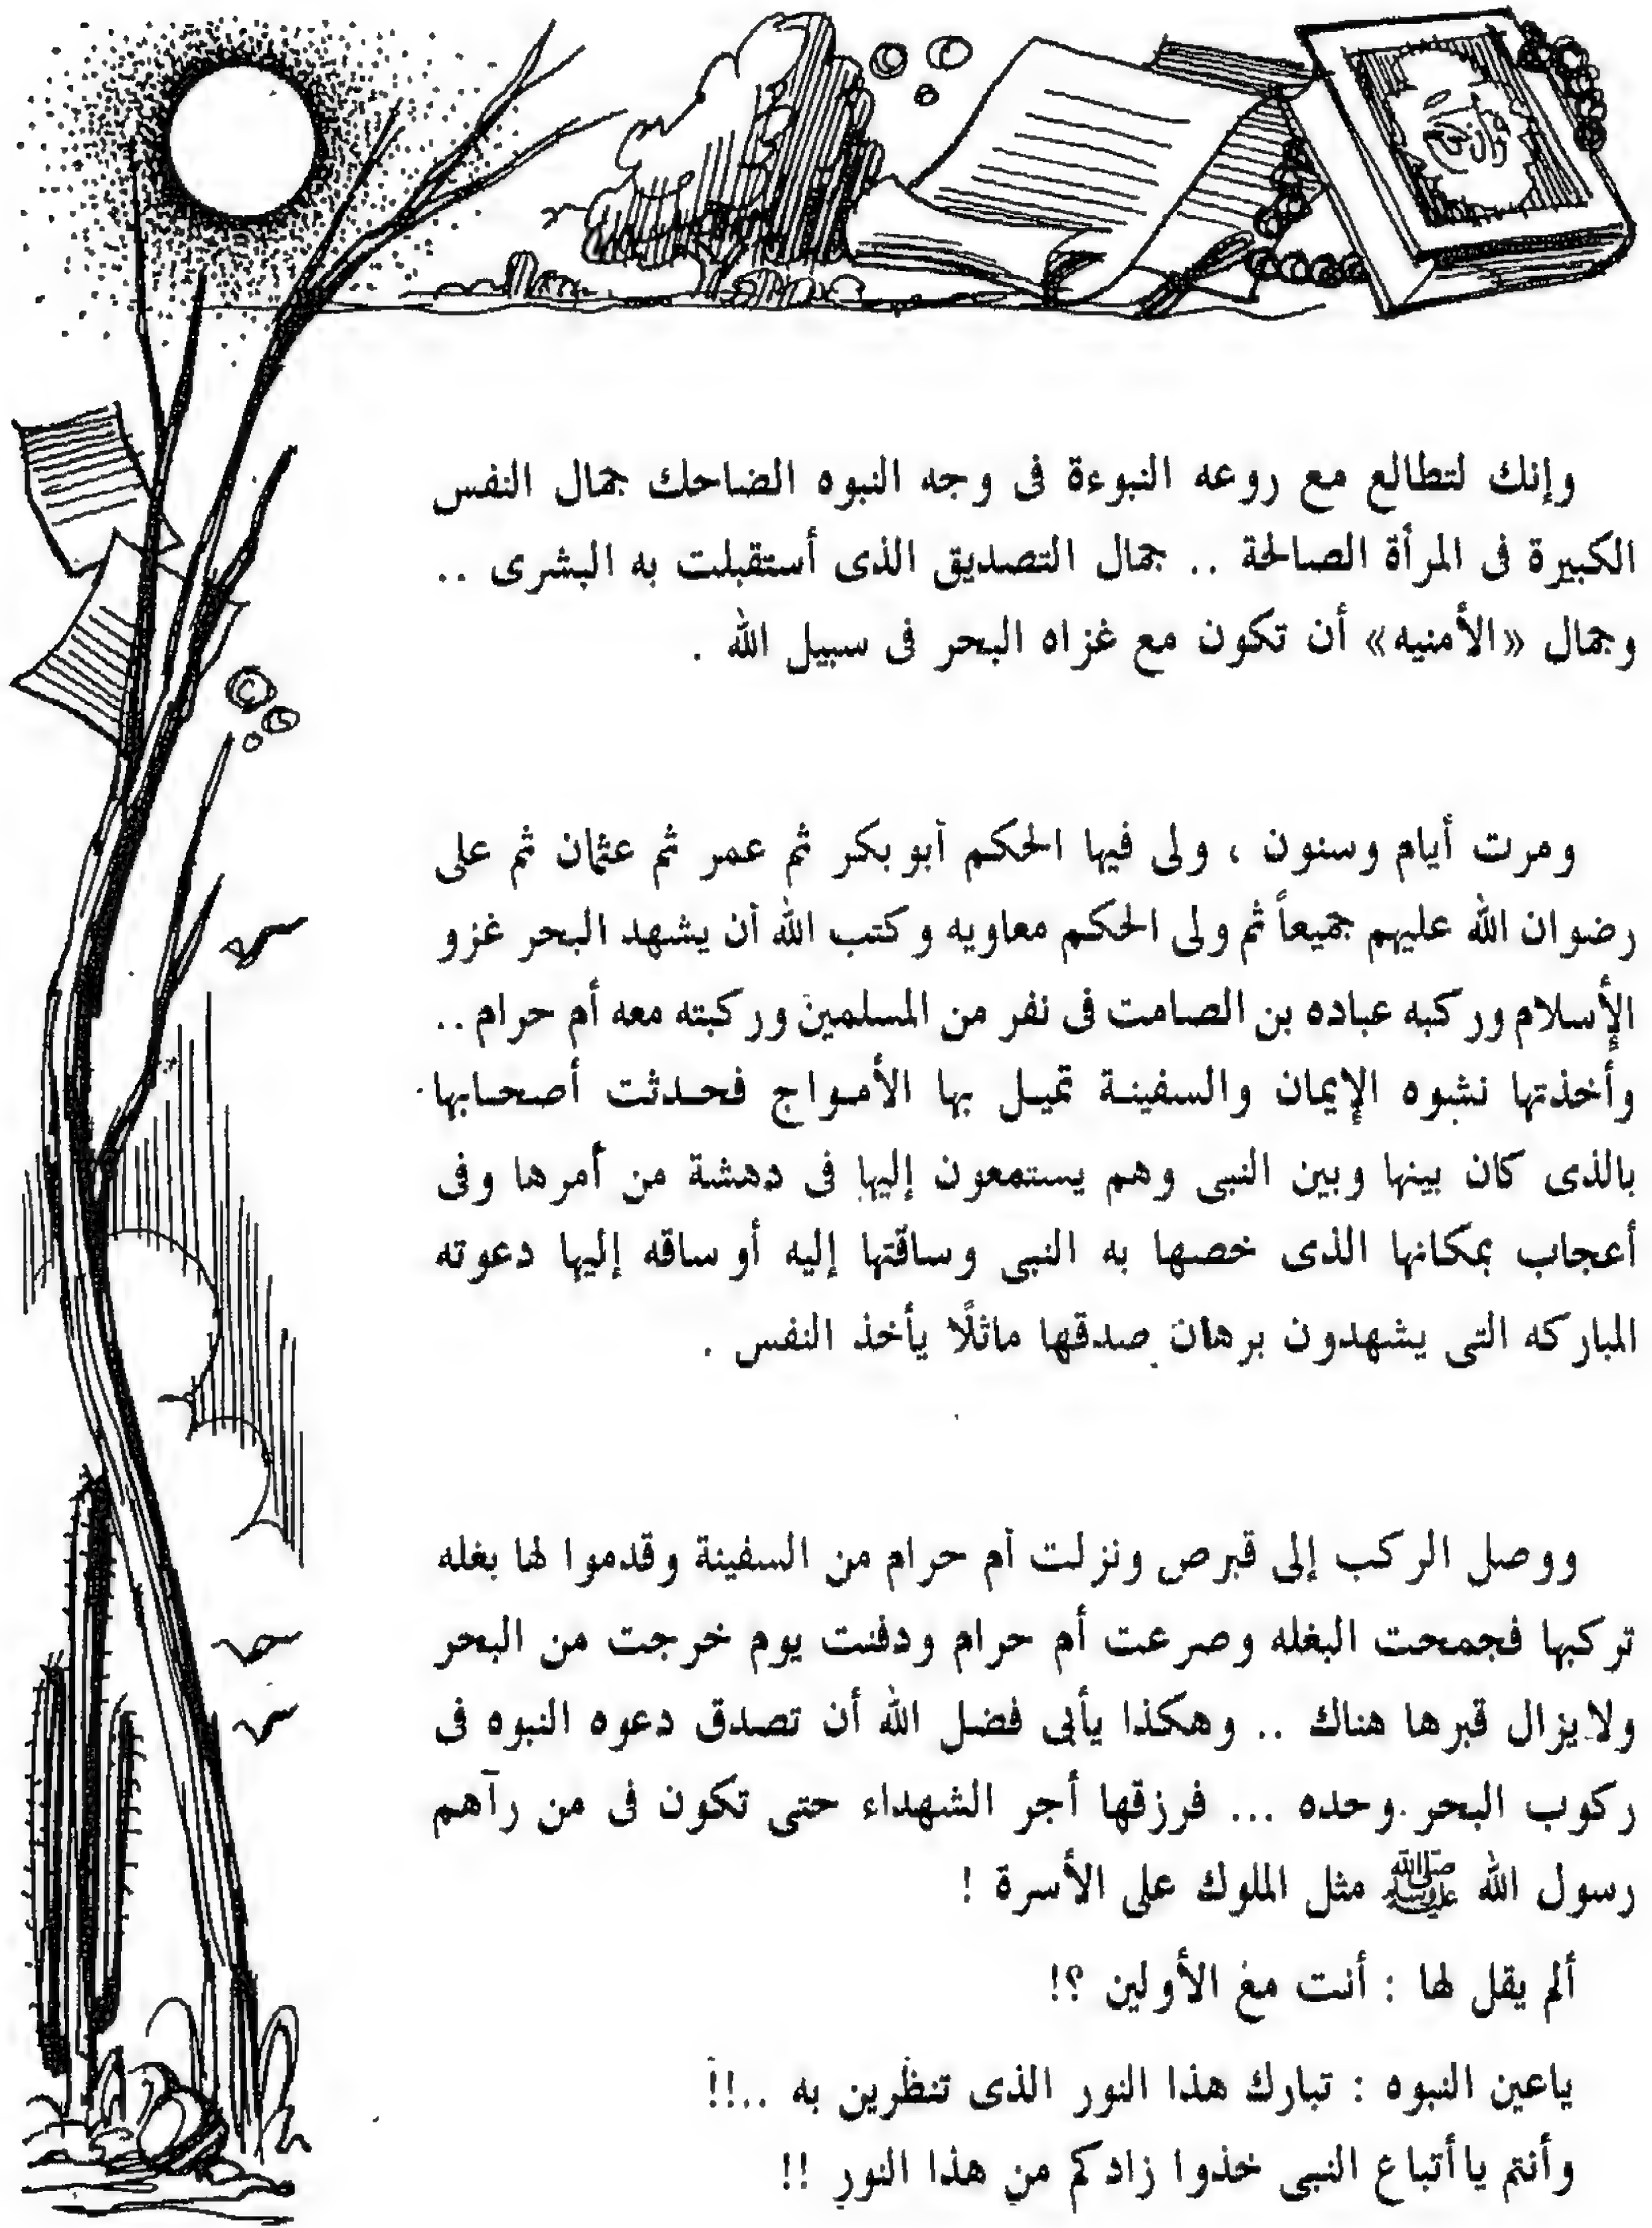 وإنك لتطالع مع روعه النبوءة فى وجه النبوه الضاحك جمال النفس
الكبيرة فى المرأة الصالحة .. جمال التصديق الذى أستقبلت به البشرى ..
وجمال «الأمنيه» أن تكون مع غزاه البحر فى سبيل الله .
ومرت أيام وسنون ، ولى فيها الحكم أبو بكر ثم عمر ثم عثمان ثم على
رضوان الله عليهم جميعاً ثم ولى الحكم معاويه وكتب الله أن يشهد البحر غزو
الإسلام وركبه عباده بن الصامت فى نفر من المسلمين وركبته معه أم حرام ..
وأخذتها نشوه الإيمان والسفينة تميل بها الأمواج فحدثت أصحابها
بالذى كان بينها وبين النبى وهم يستمعون إليها فى دهشة من أمرها وفى
أعجاب بمكانها الذى خصها به النبى وساقتها إليه أو ساقه إليها دعوته
المباركه التى يشهدون برهان صدقها ماثلًا يأخذ النفس .
ووصل الركب إلى قبرص ونزلت أم حرام من السفينة وقدموا لها بغله
تركبها فجمحت البغله وصرعت أم حرام ودفنت يوم خرجت من البحر
ولا يزال قبرها هناك .. وهكذا يأبى فضل الله أن تصدق دعوه النبوه فى
ركوب البحر وحده ... فرزقها أجر الشهداء حتى تكون فى من رآهم
رسول الله ﷺ مثل الملوك على الأسرة !
ألم يقل لها : أنت مع الأولين ؟!
ياعين النبوه : تبارك هذا النور الذى تنظرين به ..!!
وأنتم يا أتباع النبى خذوا زادكم من هذا النور !!